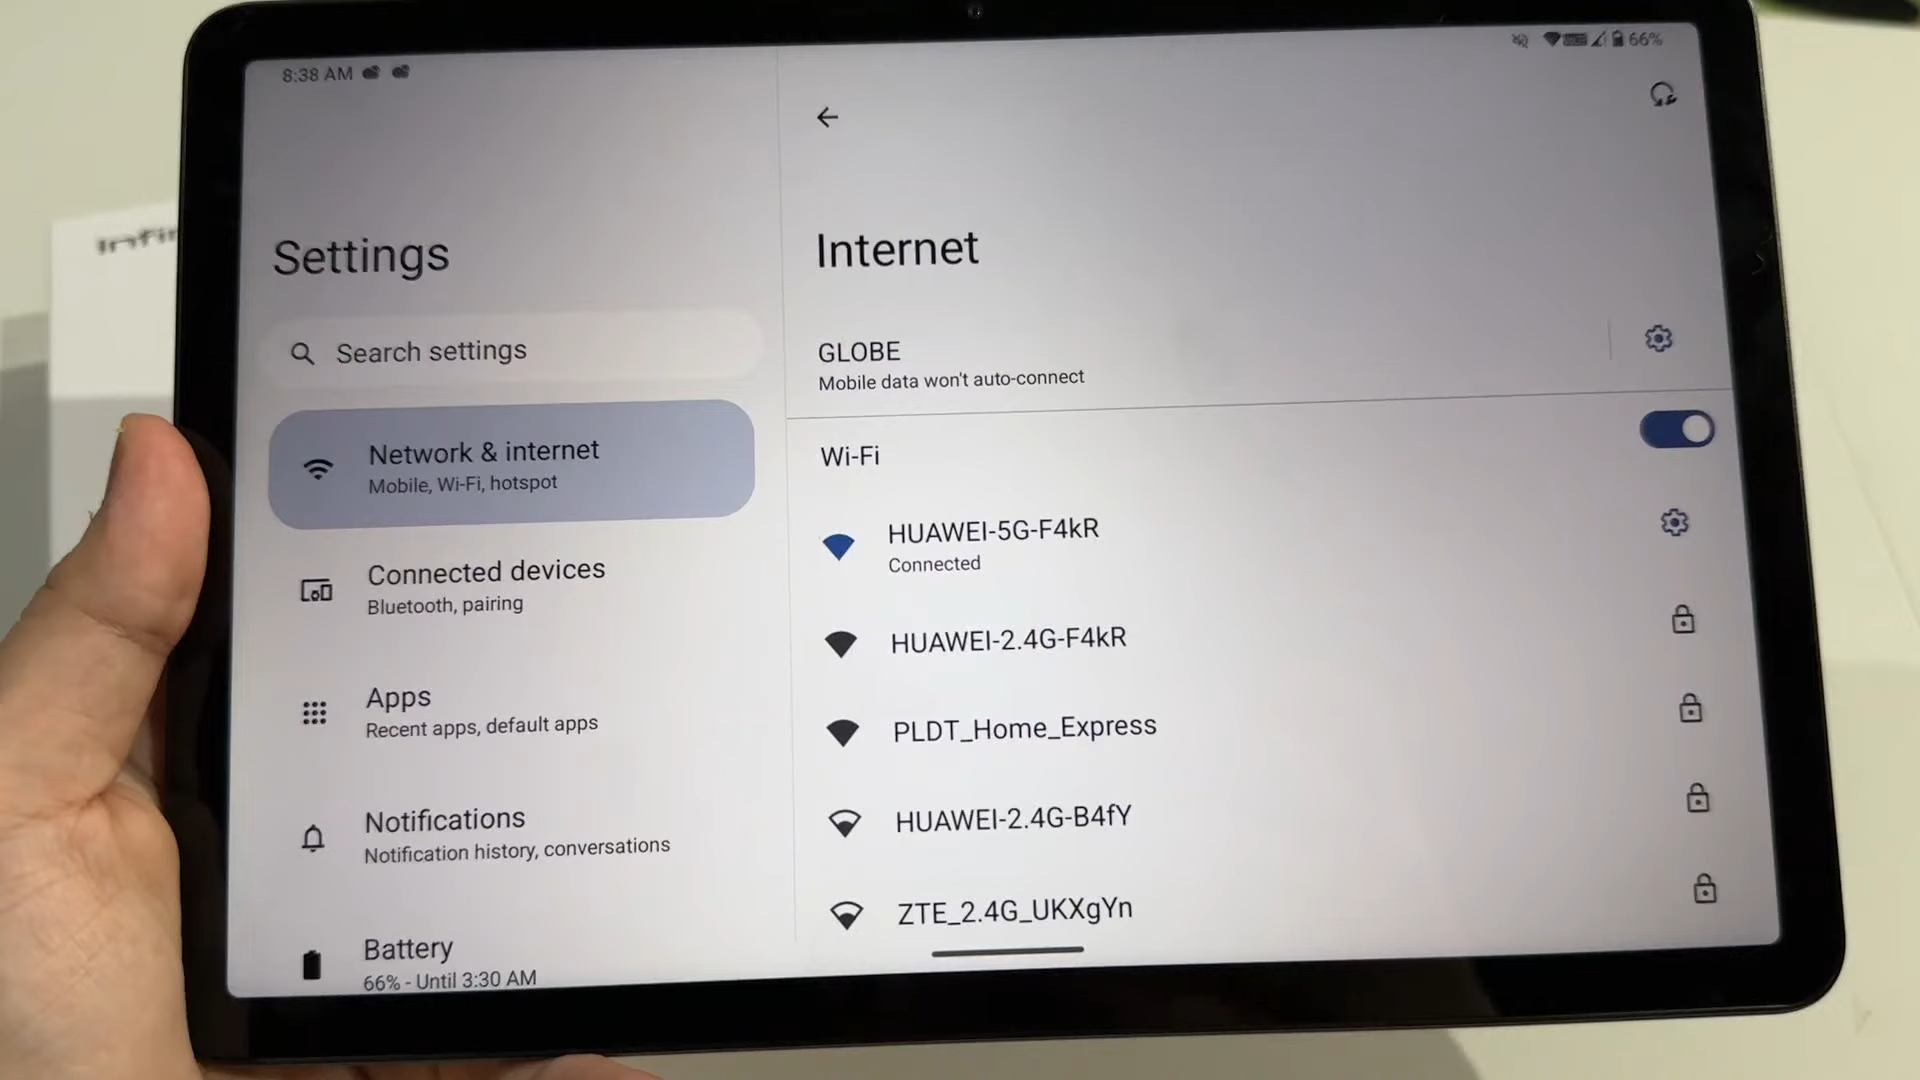 8:38 AM
66%
Settings
Search settings
Network & internet
Mobile, Wi-Fi, hotspot
Connected devices
Bluetooth, pairing
Apps
Recent apps, default apps
Notifications
Notification history, conversations
Battery
66% - Until 3:30 AM
Internet
GLOBE
Mobile data won't auto-connect
Wi-Fi
HUAWEI-5G-F4kR
Connected
HUAWEI-2.4G-F4kR
PLDT_Home_Express
HUAWEI-2.4G-B4fY
ZTE_2.4G_UKXgYn